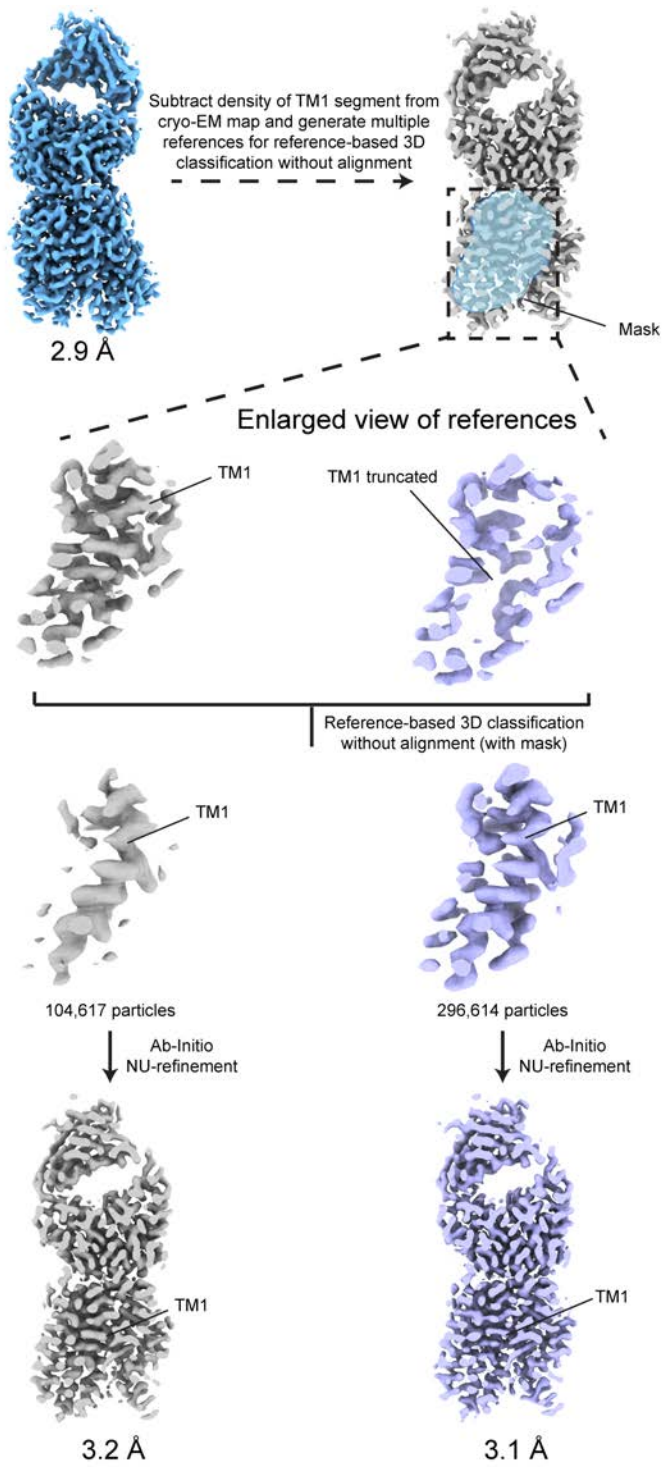 Subtract density of TM1 segment from
cryo-EM map and generate multiple
references for reference-based 3D
classification without alignment
Mask
2.9 Å
Enlarged view of references
TM1
TM1 truncated
Reference-based 3D classification
without alignment (with mask)
TM1
TM1
104,617 particles
296,614 particles
Ab-Initio
NU-refinement
Ab-Initio
NU-refinement
TM1
TM1
3.2 Å
3.1 Å